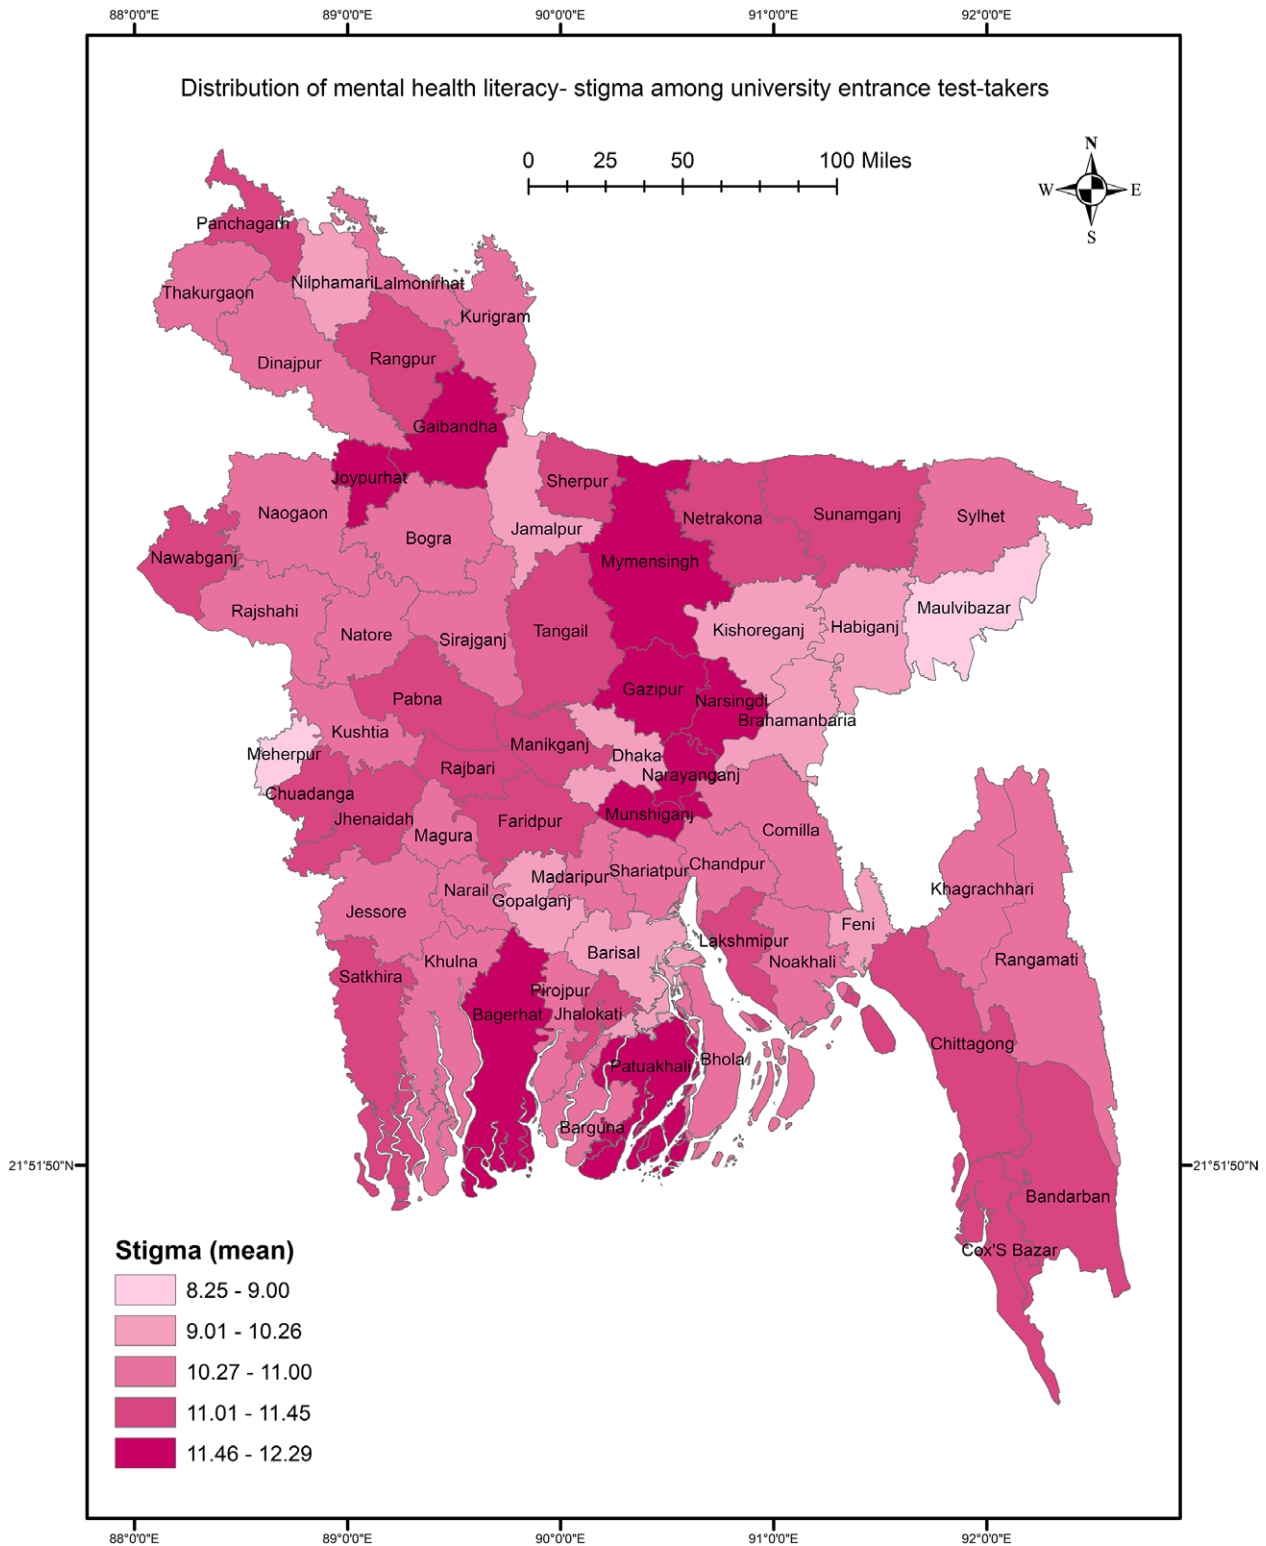 88°0'0"E 89°0'0"E 90°0'0"E 91°0'0"E 92°0'0"E
Distribution of mental health literacy- stigma among university entrance test-takers
0 25 50 100 Miles
N
W E
S
Panchagarh
Nilphamari Lalmonirhat
Thakurgaon
Kurigram
Dinajpur Rangpur
Gaibandha
Joypurhat Sherpur
Naogaon Jamalpur Netrakona Sunamganj Sylhet
Bogra
Nawabganj Mymensingh
Rajshahi Maulvibazar
Natore Sirajganj Tangail Kishoreganj Habiganj
Pabna Gazipur Narsingdi
Brahamanbaria
Kushtia Manikganj
Meherpur Dhaka
Rajbari Narayanganj
Chuadanga
Jhenaidah Faridpur Munshiganj
Magura Comilla
Madaripur Shariatpur Chandpur
Narail Khagrachhari
Gopalganj
Jessore Feni
Lakshmipur
Khulna Barisal Noakhali Rangamati
Satkhira
Pirojpur
Bagerhat Jhalokati
Chittagong
Patuakhali Bhola
Barguna
21°51'50"N 21°51'50"N
Bandarban
Cox'S Bazar
Stigma (mean)
8.25 - 9.00
9.01 - 10.26
10.27 - 11.00
11.01 - 11.45
11.46 - 12.29
88°0'0"E 89°0'0"E 90°0'0"E 91°0'0"E 92°0'0"E